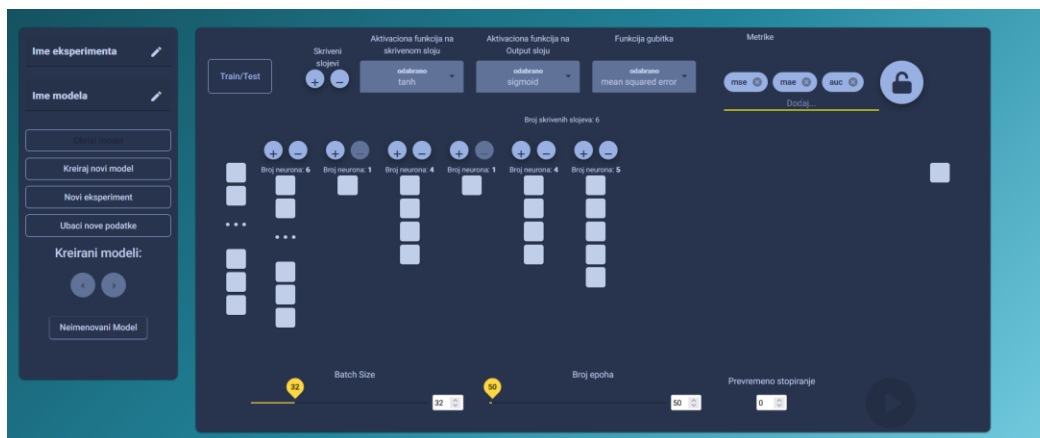 Ime eksperimenta
Ime modela
Obriši model
Kreiraj novi model
Novi eksperiment
Ubaci nove podatke
Kreirani modeli:
‹ ›
Neimenovani Model
Train/Test
Skriveni
slojevi
+ −
Aktivaciona funkcija na
skrivenom sloju
odabrano
tanh
Aktivaciona funkcija na
Output sloju
odabrano
sigmoid
Funkcija gubitka
odabrano
mean squared error
Metrike
mse mae auc
Dodaj...
Broj skrivenih slojeva: 6
+ − + − + − + − + − + −
Broj neurona: 6 Broj neurona: 1 Broj neurona: 4 Broj neurona: 1 Broj neurona: 4 Broj neurona: 5
Batch Size
32
32
Broj epoha
50
50
Prevremeno stopiranje
0